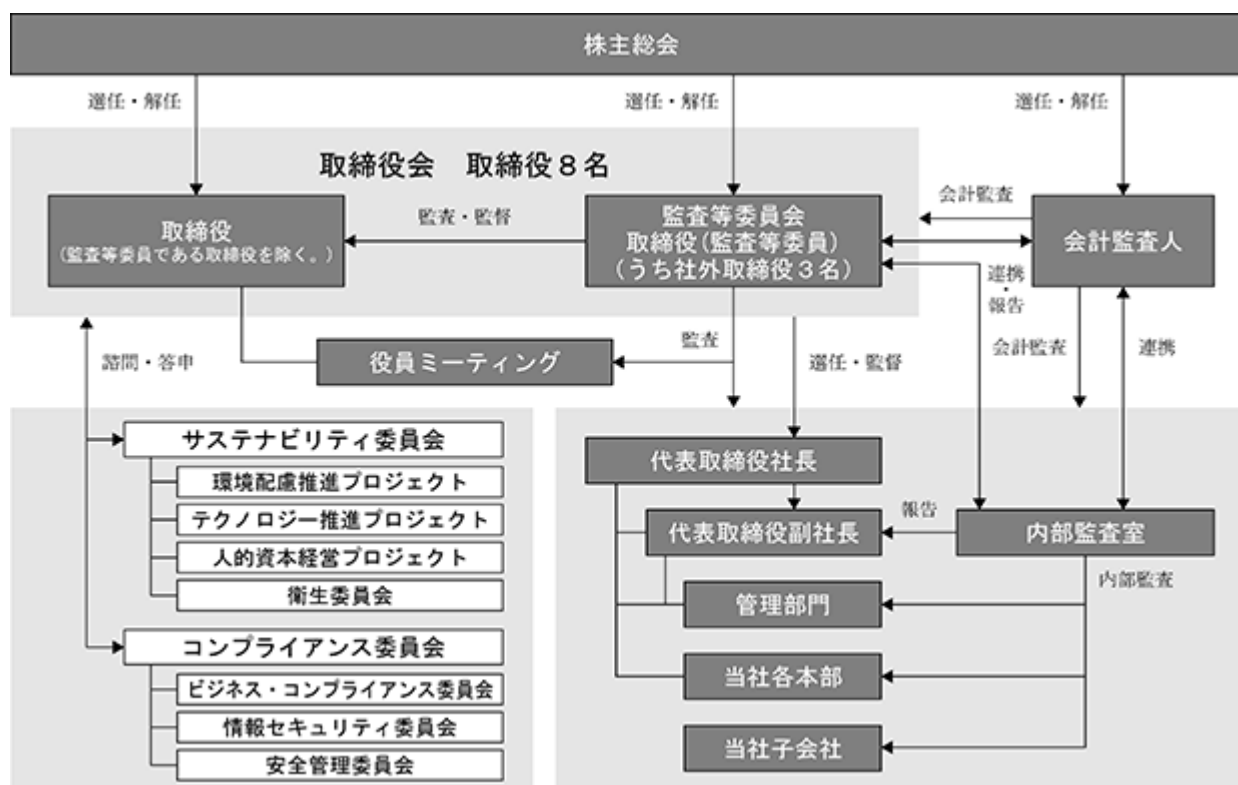 株主総会
選任・解任
選任・解任
選任・解任
取締役会　取締役８名
取締役
(監査等委員である取締役を除く。)
監査・監督
監査等委員会
取締役(監査等委員)
(うち社外取締役３名)
会計監査
会計監査人
連携
・
報告
諮問・答申
役員ミーティング
監査
選任・監督
会計監査
連携
サステナビリティ委員会
環境配慮推進プロジェクト
テクノロジー推進プロジェクト
人的資本経営プロジェクト
衛生委員会
コンプライアンス委員会
ビジネス・コンプライアンス委員会
情報セキュリティ委員会
安全管理委員会
代表取締役社長
代表取締役副社長
報告
内部監査室
内部監査
管理部門
当社各本部
当社子会社